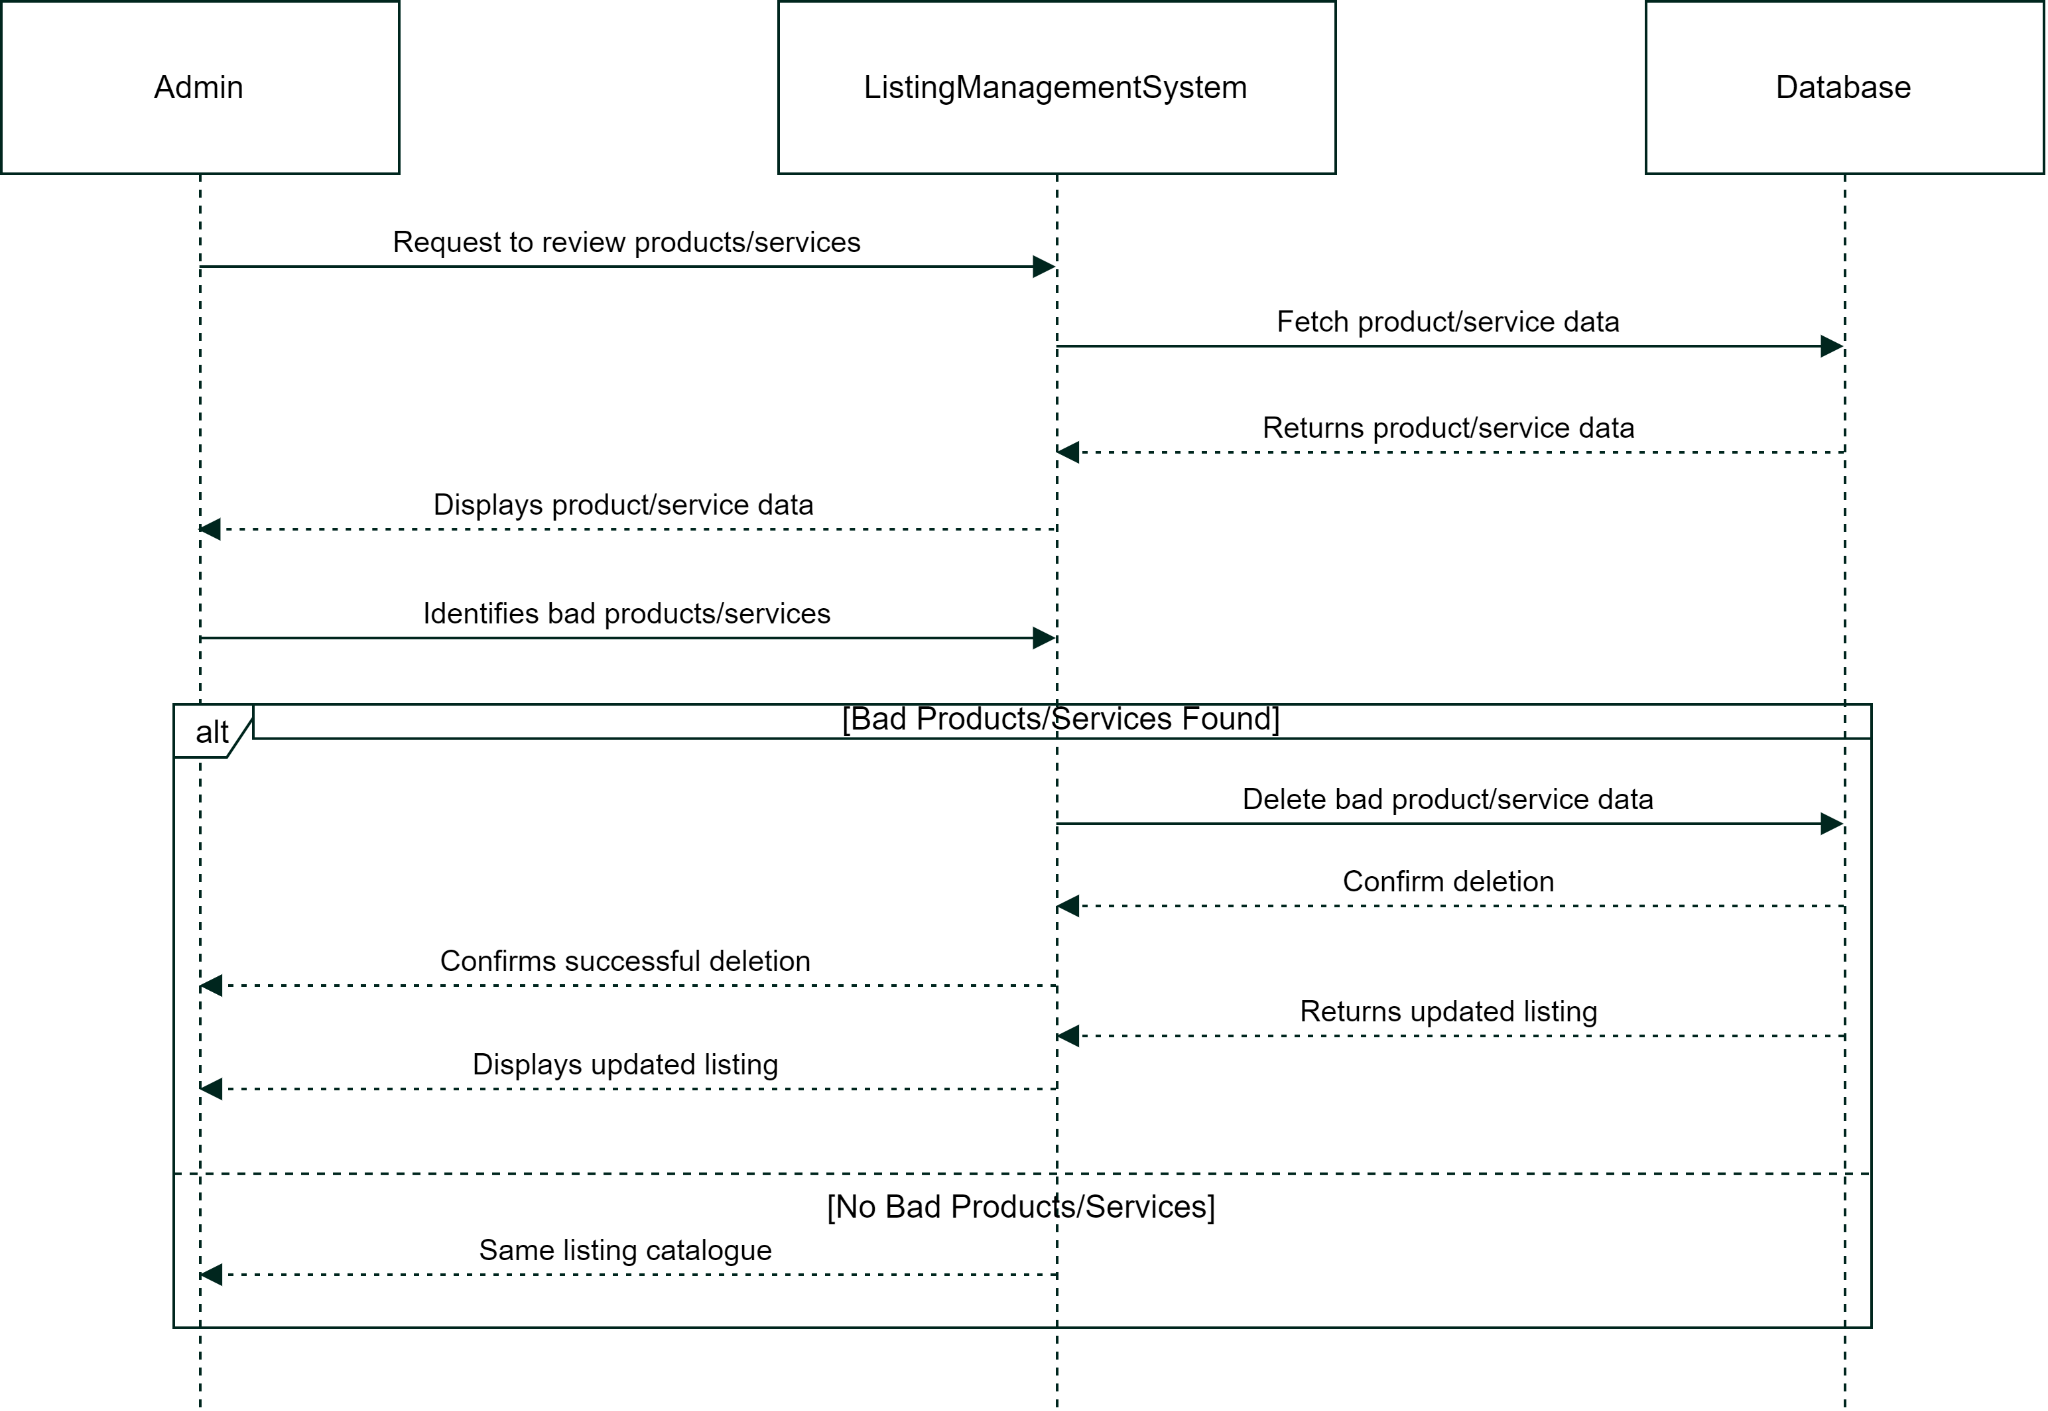 Admin
ListingManagementSystem
Database
Request to review products/services
Fetch product/service data
Returns product/service data
Displays product/service data
Identifies bad products/services
alt
[Bad Products/Services Found]
Delete bad product/service data
Confirm deletion
Confirms successful deletion
Returns updated listing
Displays updated listing
[No Bad Products/Services]
Same listing catalogue